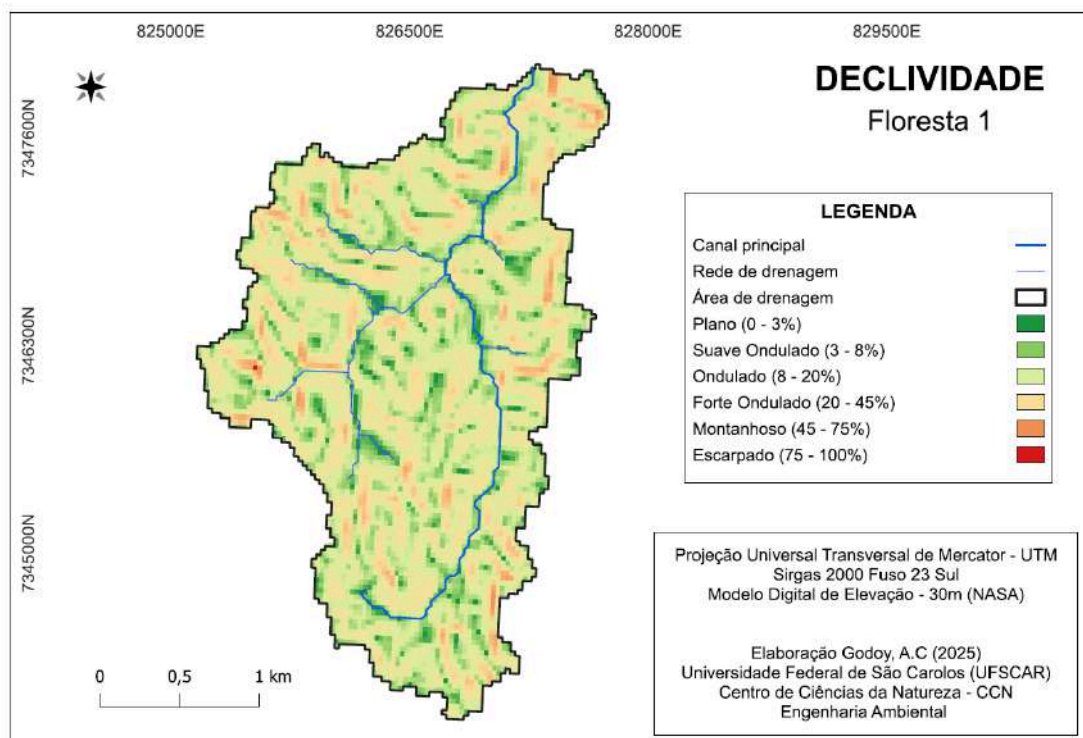 825000E
826500E
828000E
829500E
7347600N
7346300N
7345000N
DECLIVIDADE
Floresta 1
LEGENDA
Canal principal
Rede de drenagem
Área de drenagem
Plano (0 - 3%)
Suave Ondulado (3 - 8%)
Ondulado (8 - 20%)
Forte Ondulado (20 - 45%)
Montanhoso (45 - 75%)
Escarpado (75 - 100%)
Projeção Universal Transversal de Mercator - UTM
Sirgas 2000 Fuso 23 Sul
Modelo Digital de Elevação - 30m (NASA)
Elaboração Godoy, A.C (2025)
Universidade Federal de São Carolos (UFSCAR)
Centro de Ciências da Natureza - CCN
Engenharia Ambiental
0 0,5 1 km